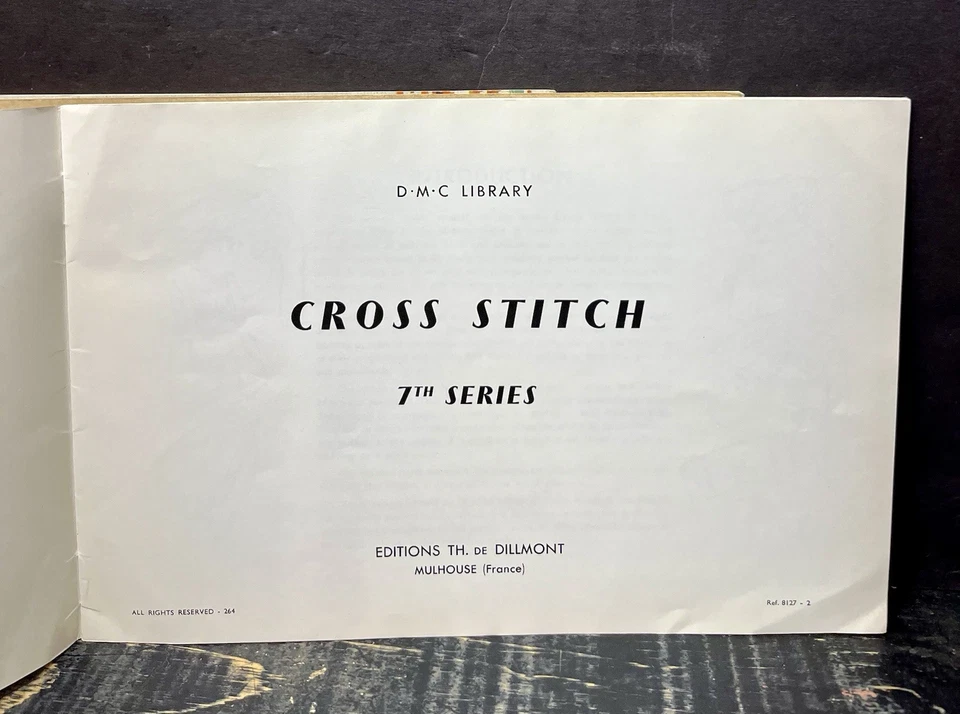 D·M·C LIBRARY
CROSS STITCH
7TH SERIES
EDITIONS TH. DE DILLMONT
MULHOUSE (France)
ALL RIGHTS RESERVED - 264
Ref. 8127 - 2